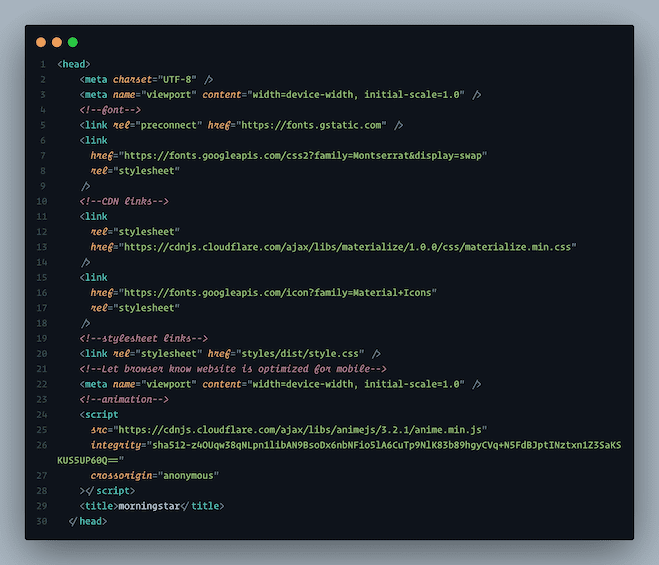 1 <head>
2 <meta charset="UTF-8" />
3 <meta name="viewport" content="width=device-width, initial-scale=1.0" />
4 <!--font-->
5 <link rel="preconnect" href="https://fonts.gstatic.com" />
6 <link
7 href="https://fonts.googleapis.com/css2?family=Montserrat&display=swap"
8 rel="stylesheet"
9 />
10 <!--CDN links-->
11 <link
12 rel="stylesheet"
13 href="https://cdnjs.cloudflare.com/ajax/libs/materialize/1.0.0/css/materialize.min.css"
14 />
15 <link
16 href="https://fonts.googleapis.com/icon?family=Material+Icons"
17 rel="stylesheet"
18 />
19 <!--stylesheet links-->
20 <link rel="stylesheet" href="styles/dist/style.css" />
21 <!--Let browser know website is optimized for mobile-->
22 <meta name="viewport" content="width=device-width, initial-scale=1.0" />
23 <!--animation-->
24 <script
25 src="https://cdnjs.cloudflare.com/ajax/libs/animejs/3.2.1/anime.min.js"
26 integrity="sha512-z4OUqw38qNLpn1libAN9BsoDx6nbNFio5lA6CuTp9NlK83b89hgyCVq+N5FdBJptINztxn1Z3SaKS
KUS5UP60Q=="
27 crossorigin="anonymous"
28 ></script>
29 <title>morningstar</title>
30 </head>